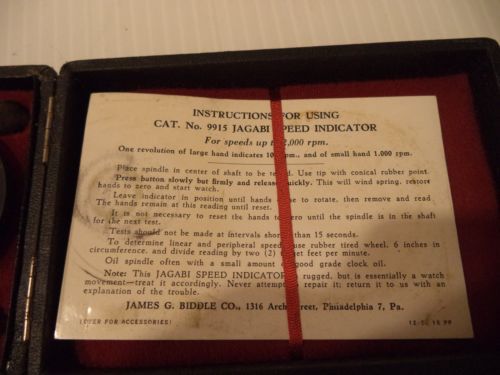 INSTRUCTIONS FOR USING
CAT. No. 9915 JAGABI SPEED INDICATOR
For speeds up 2,000 rpm.
One revolution of large hand indicates and of small hand 1,000 rpm.
Place spindle in center of shaft to be tested. Use tip with conical rubber point.
Press button slowly but firmly and release quickly. This will wind spring, restore
hands to zero and start watch.
Leave indicator in position until hands cease to rotate, then remove and read
The hands remain at this reading until reset.
It is not necessary to reset the hands to zero until the spindle is in the shaft
for the next test.
Tests should not be made at intervals shorter than 15 seconds.
To determine linear and peripheral speeds, use rubber tired wheel, 6 inches in
circumference, and divide reading by two (2) to get feet per minute.
Oil spindle often with a small amount of good grade clock oil.
Note: This JAGABI SPEED INDICATOR is rugged, but is essentially a watch
movement—treat it accordingly. Never attempt to repair it; return it to us with an
explanation of the trouble.
JAMES G. BIDDLE CO., 1316 Arch Street, Philadelphia 7, Pa.
(OVER FOR ACCESSORIES)